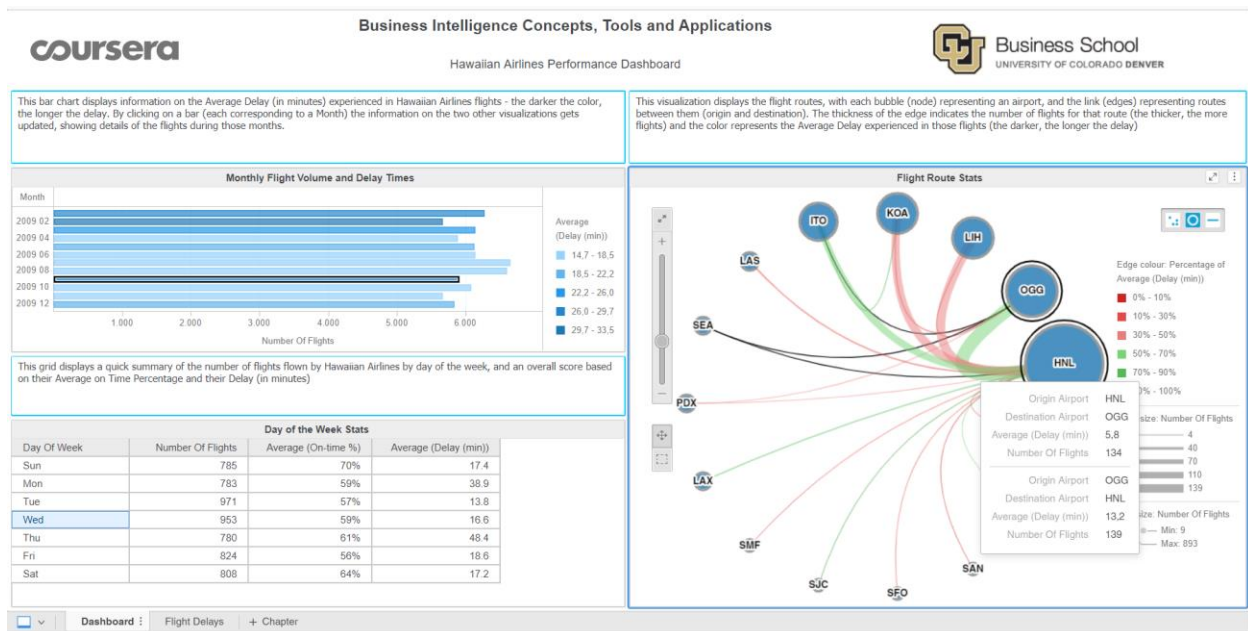 Business Intelligence Concepts, Tools and Applications
coursera
Hawaiian Airlines Performance Dashboard
CU
Business School
UNIVERSITY OF COLORADO DENVER
This bar chart displays information on the Average Delay (in minutes) experienced in Hawaiian Airlines flights - the darker the color,
the longer the delay. By clicking on a bar (each corresponding to a Month) the information on the two other visualizations gets
updated, showing details of the flights during those months.
This visualization displays the flight routes, with each bubble (node) representing an airport, and the link (edges) representing routes
between them (origin and destination). The thickness of the edge indicates the number of flights for that route (the thicker, the more
flights) and the color represents the Average Delay experienced in those flights (the darker, the longer the delay)
Monthly Flight Volume and Delay Times
Month
2009 02
2009 04
2009 06
2009 08
2009 10
2009 12
1 000 2 000 3 000 4 000 5 000 6 000
Number Of Flights
Average
(Delay (min))
14,7 - 18,5
18,5 - 22,2
22,2 - 26,0
26,0 - 29,7
29,7 - 33,5
This grid displays a quick summary of the number of flights flown by Hawaiian Airlines by day of the week, and an overall score based
on their Average on Time Percentage and their Delay (in minutes)
Day of the Week Stats
Day Of Week Number Of Flights Average (On-time %) Average (Delay (min))
Sun 785 70% 17.4
Mon 783 59% 38.9
Tue 971 57% 13.8
Wed 953 59% 16.6
Thu 780 61% 48.4
Fri 824 56% 18.6
Sat 808 64% 17.2
Flight Route Stats
ITO
KOA
LIH
LAS
OGG
SEA
HNL
PDX
LAX
SMF
SJC
SFO
SAN
Edge colour: Percentage of
Average (Delay (min))
0% - 10%
10% - 30%
30% - 50%
50% - 70%
70% - 90%
% - 100%
Origin Airport HNL
Destination Airport OGG
Average (Delay (min)) 5,8
Number Of Flights 134
Origin Airport OGG
Destination Airport HNL
Average (Delay (min)) 13,2
Number Of Flights 139
size: Number Of Flights
4
40
70
110
139
size: Number Of Flights
Min: 9
Max: 893
Dashboard
Flight Delays
+ Chapter